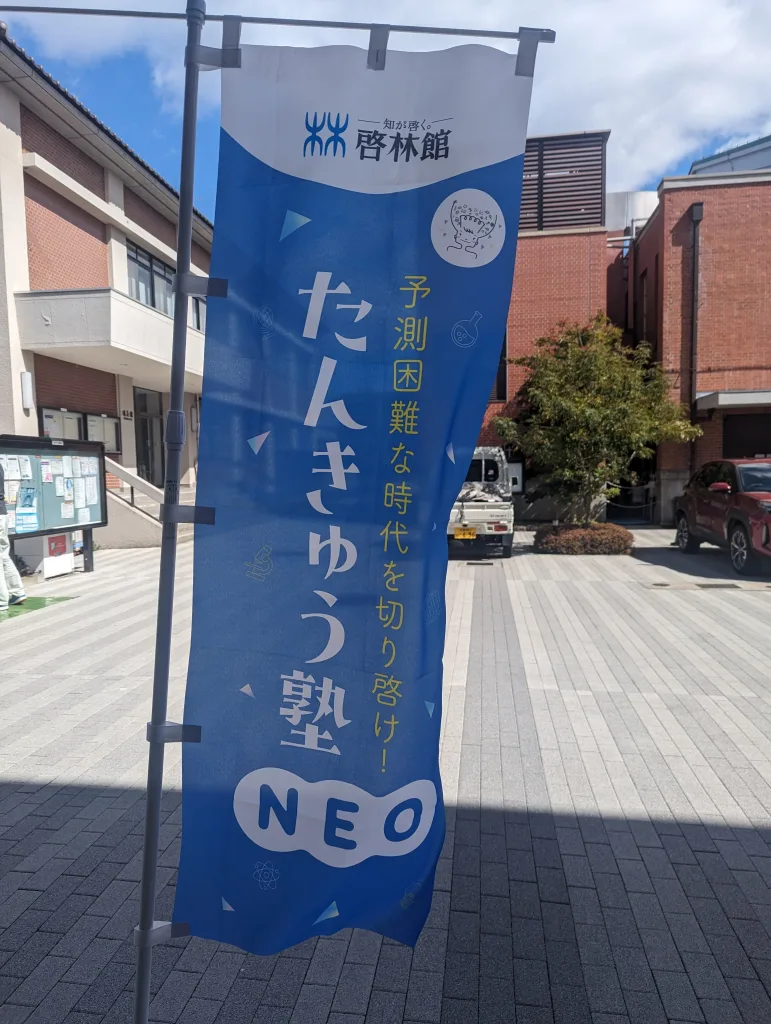 知が啓く。
啓林館
予測困難な時代を切り啓け!
たんきゅう塾
NEO